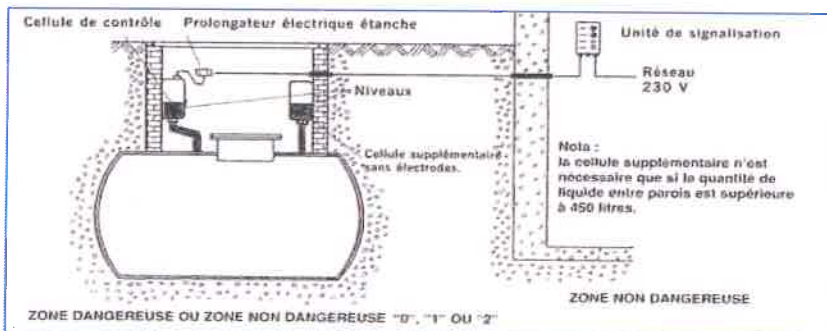 Cellule de contrôle
Prolongateur électrique étanche
Unité de signalisation
Réseau
230 V
Niveaux
Cellule supplémentaire
sans électrodes.
Nota :
la cellule supplémentaire n'est
nécessaire que si la quantité de
liquide entre parois est supérieure
à 450 litres.
ZONE NON DANGEREUSE
ZONE DANGEREUSE OU ZONE NON DANGEREUSE "0", "1" OU "2"